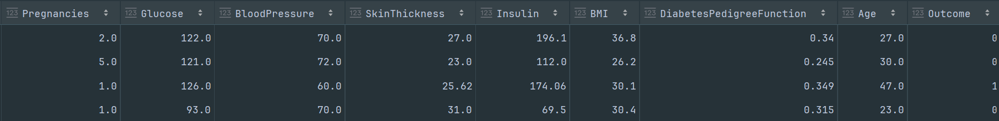 123 Pregnancies 123 Glucose 123 BloodPressure 123 SkinThickness 123 Insulin 123 BMI 123 DiabetesPedigreeFunction 123 Age 123 Outcome
2.0 122.0 70.0 27.0 196.1 36.8 0.34 27.0 0
5.0 121.0 72.0 23.0 112.0 26.2 0.245 30.0 0
1.0 126.0 60.0 25.62 174.06 30.1 0.349 47.0 1
1.0 93.0 70.0 31.0 69.5 30.4 0.315 23.0 0